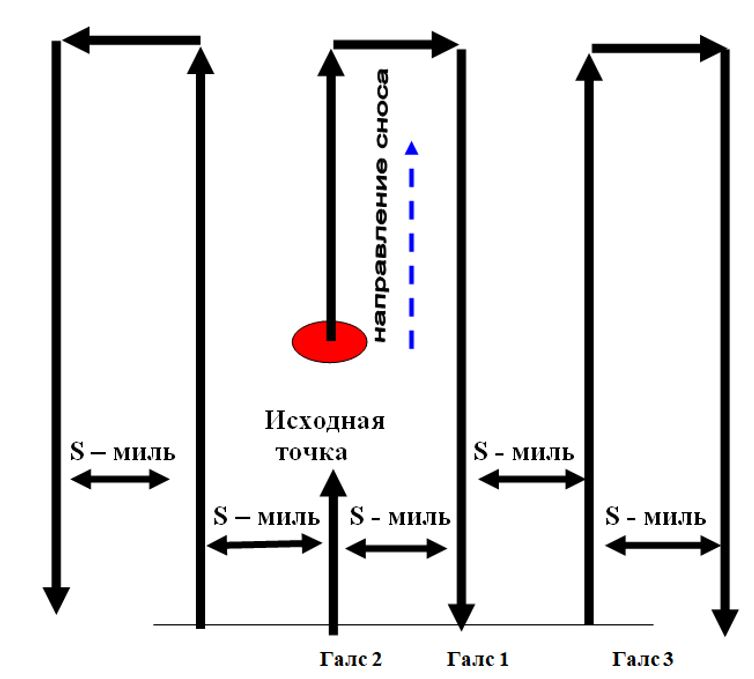 направление сноса
Исходная
точка
S – миль
S - миль
S – миль
S - миль
S - миль
Галс 2
Галс 1
Галс 3